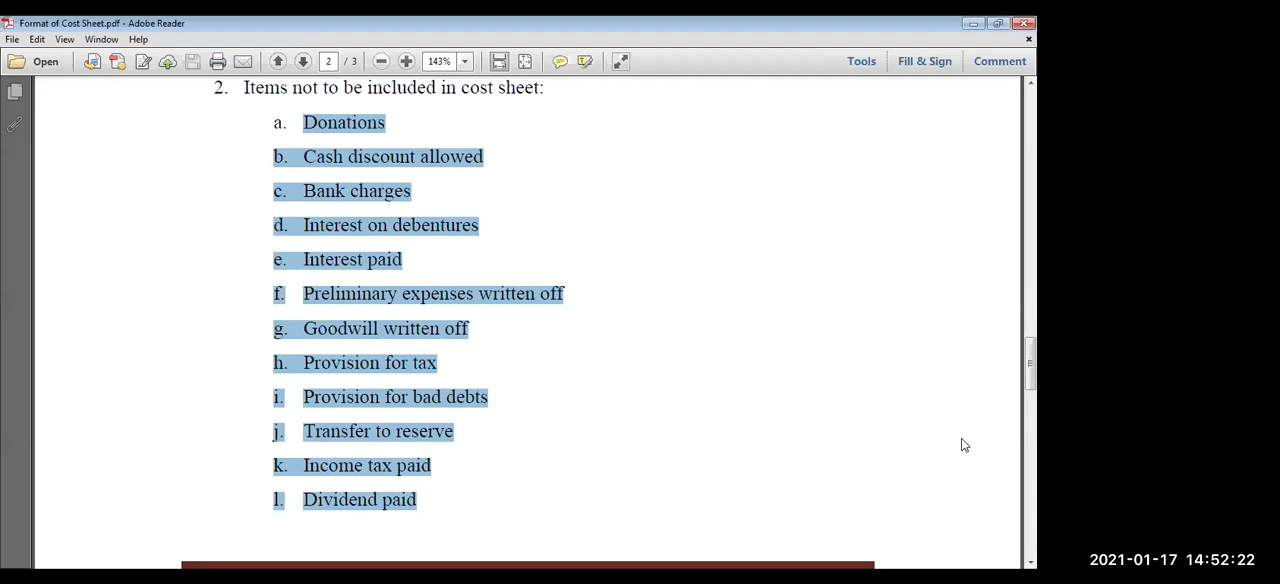 Format of Cost Sheet.pdf - Adobe Reader
File Edit View Window Help
Open 2 / 3 143% Tools Fill & Sign Comment
2. Items not to be included in cost sheet:
a. Donations
b. Cash discount allowed
c. Bank charges
d. Interest on debentures
e. Interest paid
f. Preliminary expenses written off
g. Goodwill written off
h. Provision for tax
i. Provision for bad debts
j. Transfer to reserve
k. Income tax paid
l. Dividend paid
2021-01-17 14:52:22